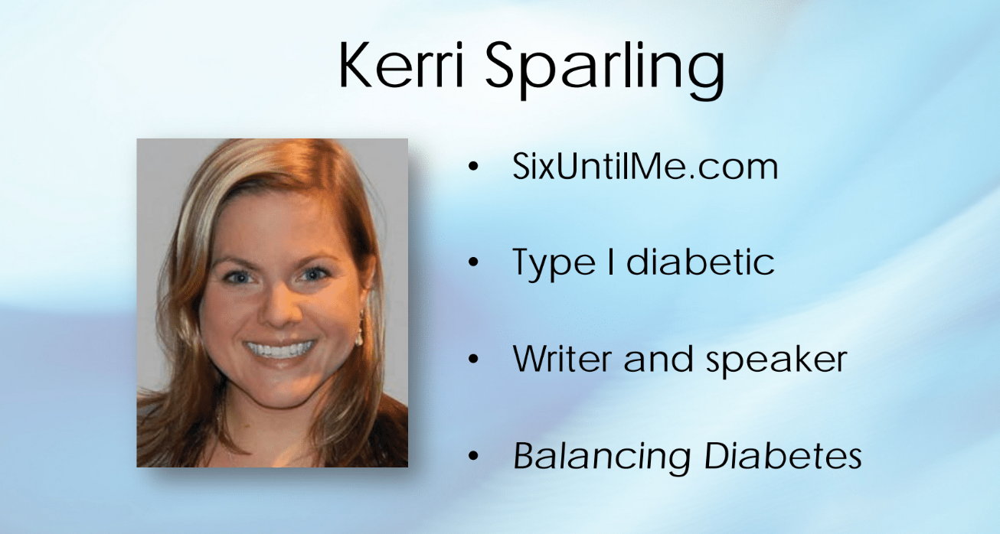 Kerri Sparling
• SixUntilMe.com
• Type I diabetic
• Writer and speaker
• Balancing Diabetes